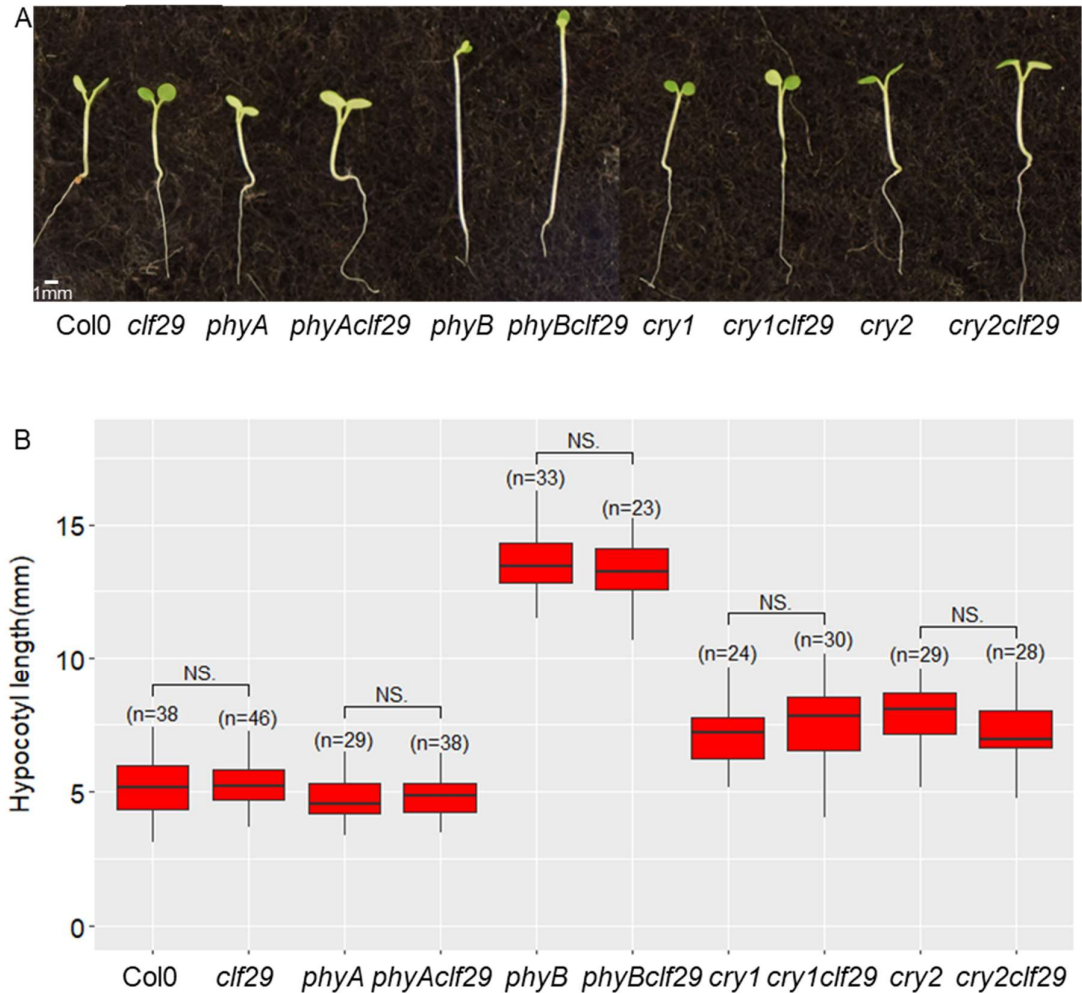 A
1mm
Col0 clf29 phyA phyAclf29 phyB phyBclf29 cry1 cry1clf29 cry2 cry2clf29
B
NS.
(n=33)
(n=23)
15
Hypocotyl length(mm)
NS.
NS.
(n=30)
(n=24)
(n=29)
(n=28)
10
NS.
NS.
(n=38
(n=46)
(n=29)
(n=38)
5
0
Col0 clf29 phyA phyAclf29 phyB phyBclf29 cry1 cry1clf29 cry2 cry2clf29